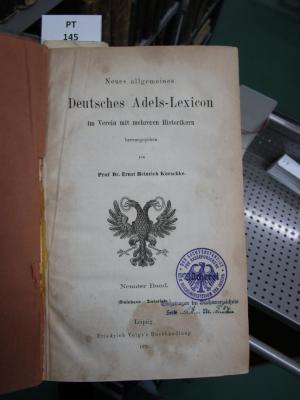 PT
145
Neues allgemeines
Deutsches Adels-Lexicon
im Verein mit mehreren Historikern
herausgegeben
von
Prof. Dr. Ernst Heinrich Kneschke.
Neunter Band.
Leipzig,
Friedrich Voigt's Buchhandlung